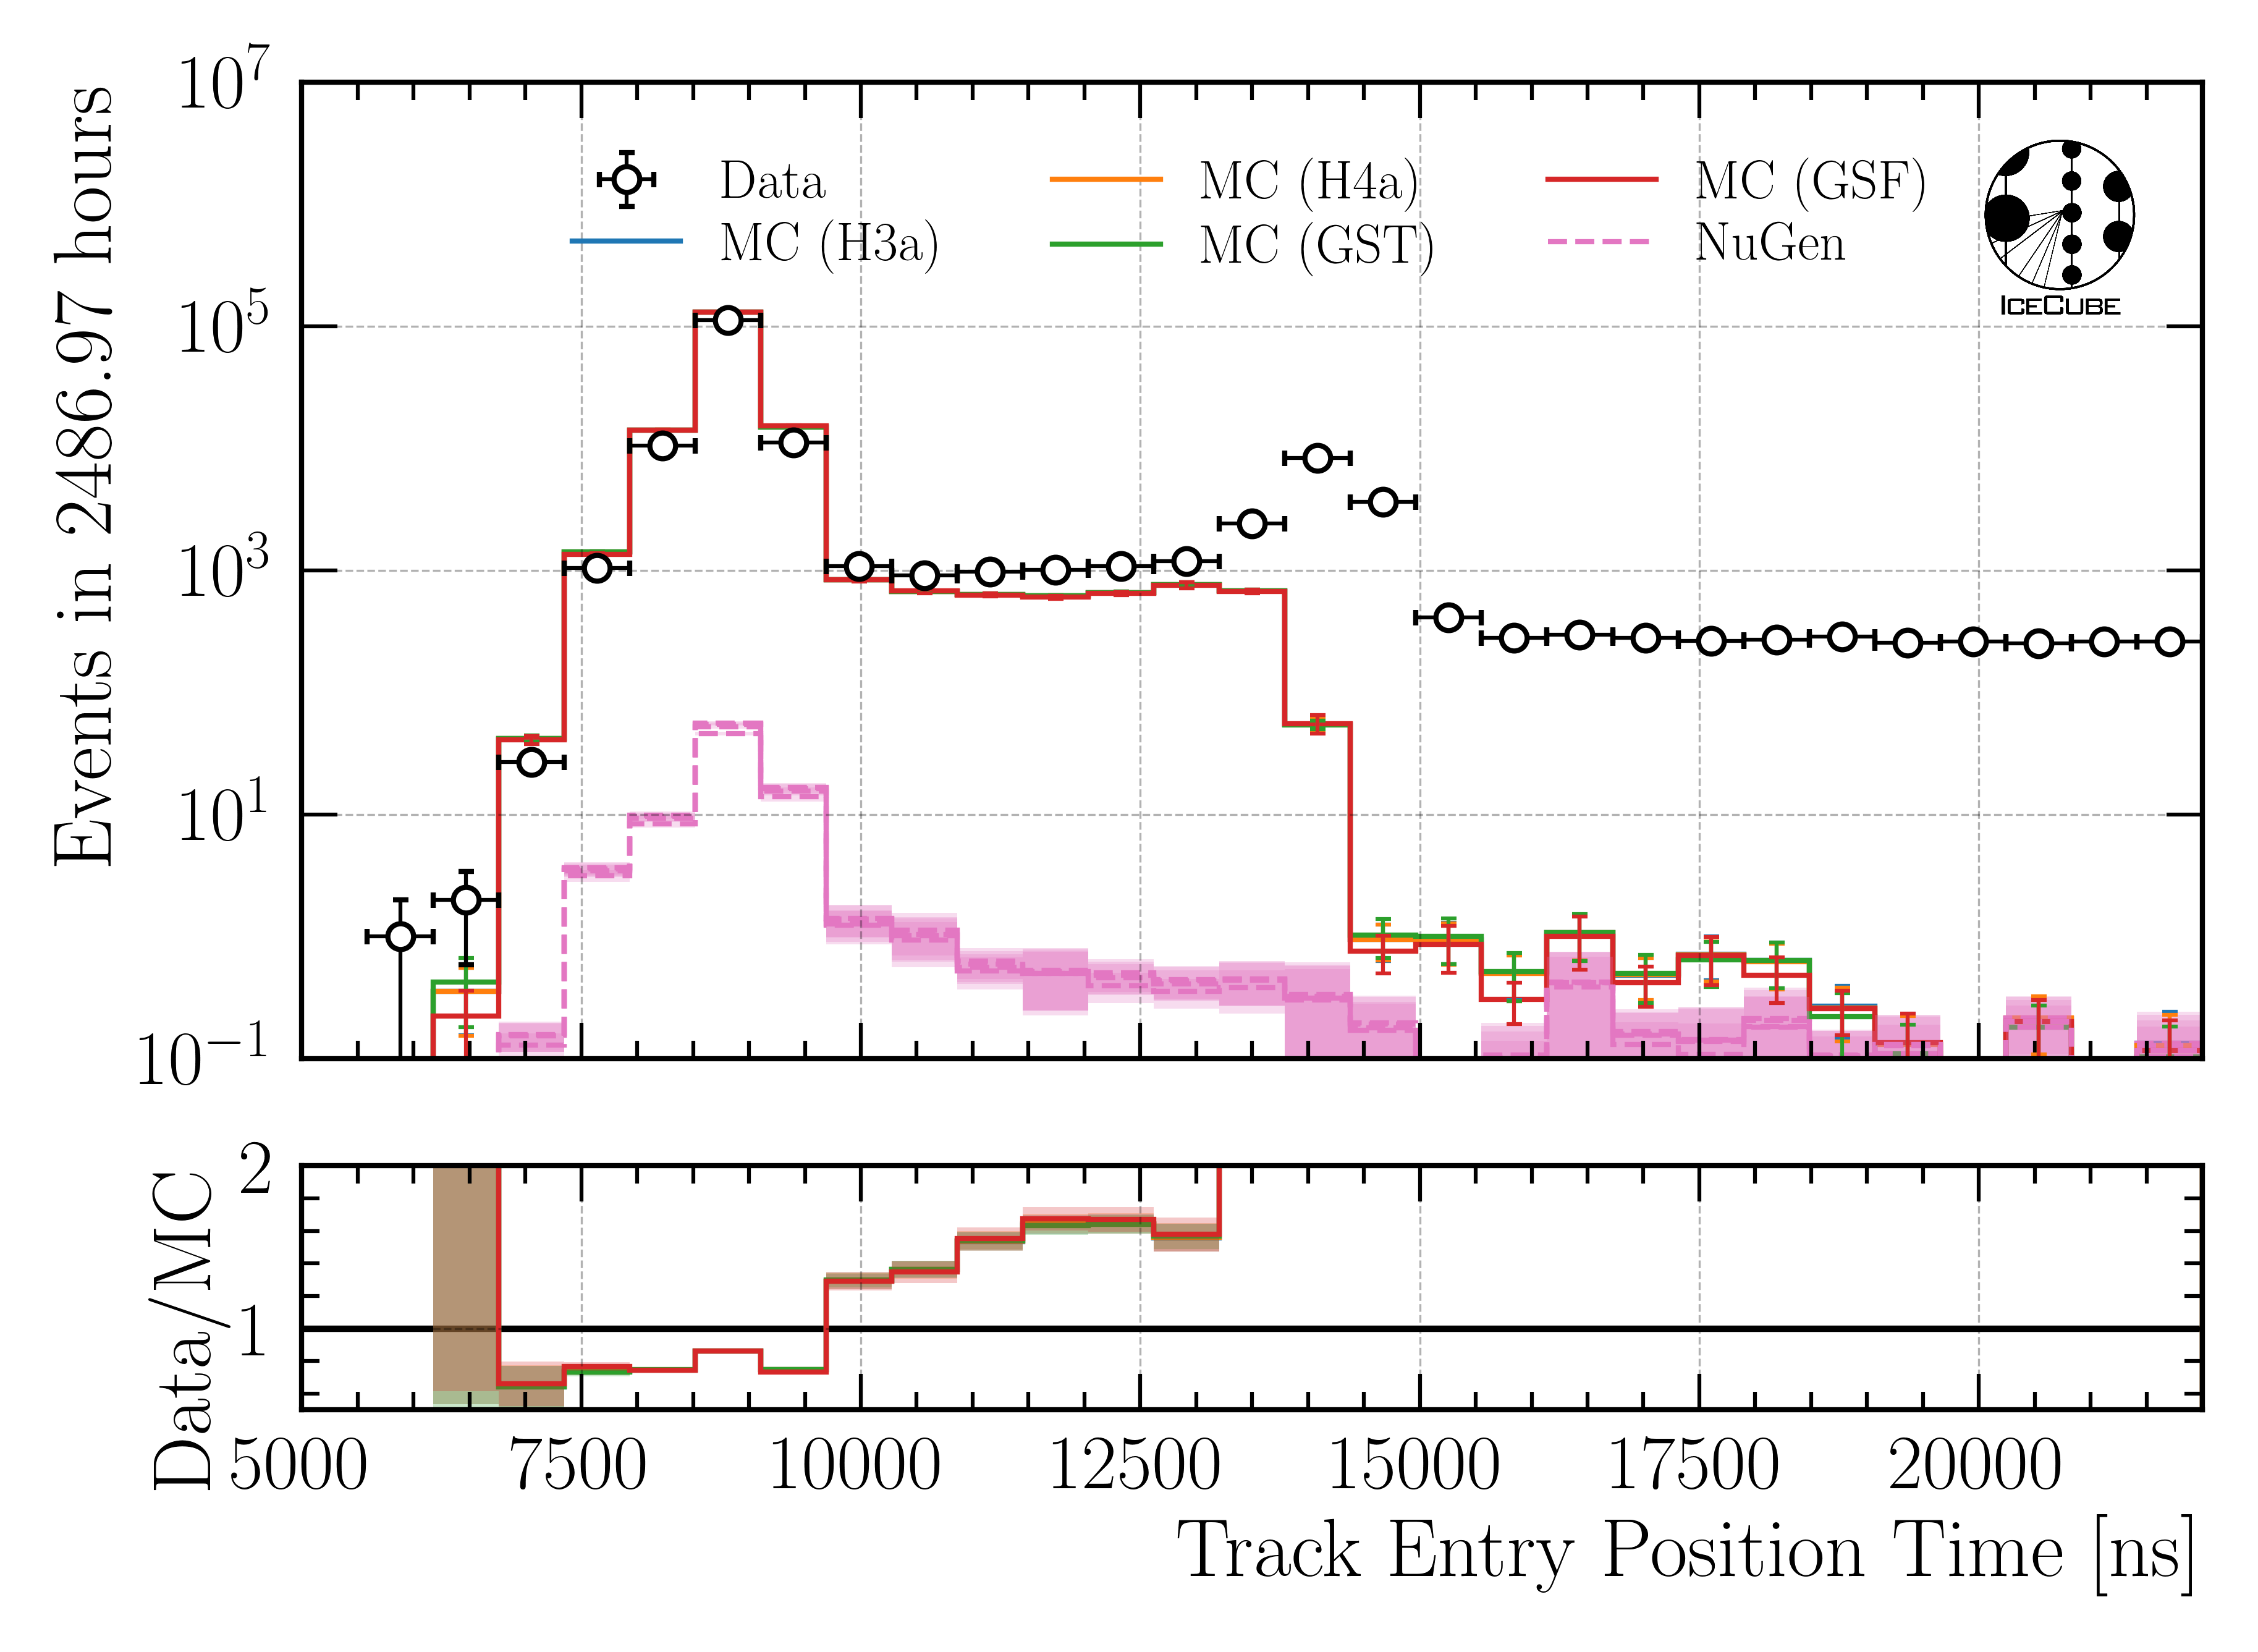 Events in 2486.97 hours
10^7
10^5
10^3
10^1
10^−1
Data
MC (H3a)
MC (H4a)
MC (GST)
MC (GSF)
NuGen
IceCube
Data/MC
2
1
5000 7500 10000 12500 15000 17500 20000
Track Entry Position Time [ns]